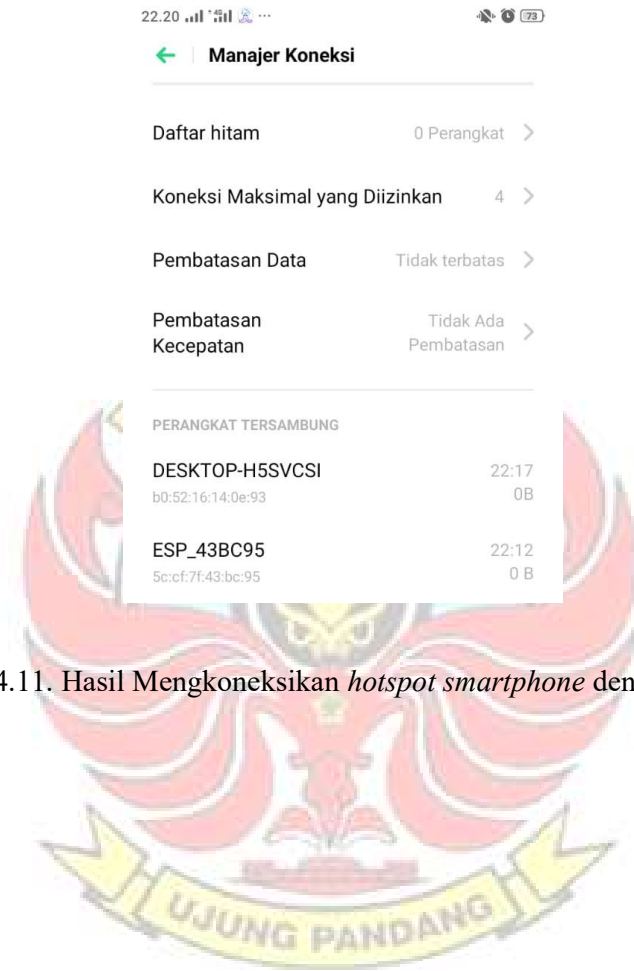 22.20 ...
73
Manajer Koneksi
Daftar hitam 0 Perangkat
Koneksi Maksimal yang Diizinkan 4
Pembatasan Data Tidak terbatas
Pembatasan Tidak Ada
Kecepatan Pembatasan
PERANGKAT TERSAMBUNG
DESKTOP-H5SVCSI 22:17
b0:52:16:14:0e:93 0B
ESP_43BC95 22:12
5c:cf:7f:43:bc:95 0 B
4.11. Hasil Mengkoneksikan hotspot smartphone den
UJUNG PANDANG